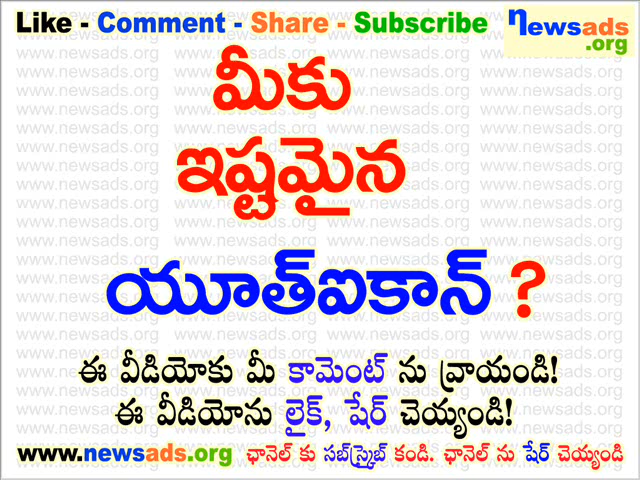 Like - Comment - Share - Subscribe
newsads
.org
మీకు
ఇష్టమైన
యూత్ఐకాన్ ?
ఈ వీడియోకు మీ కామెంట్ ను వ్రాయండి!
ఈ వీడియోను లైక్, షేర్ చెయ్యండి!
www.newsads.org ఛానెల్ కు సబ్‌స్క్రైబ్ కండి. ఛానెల్ ను షేర్ చెయ్యండి